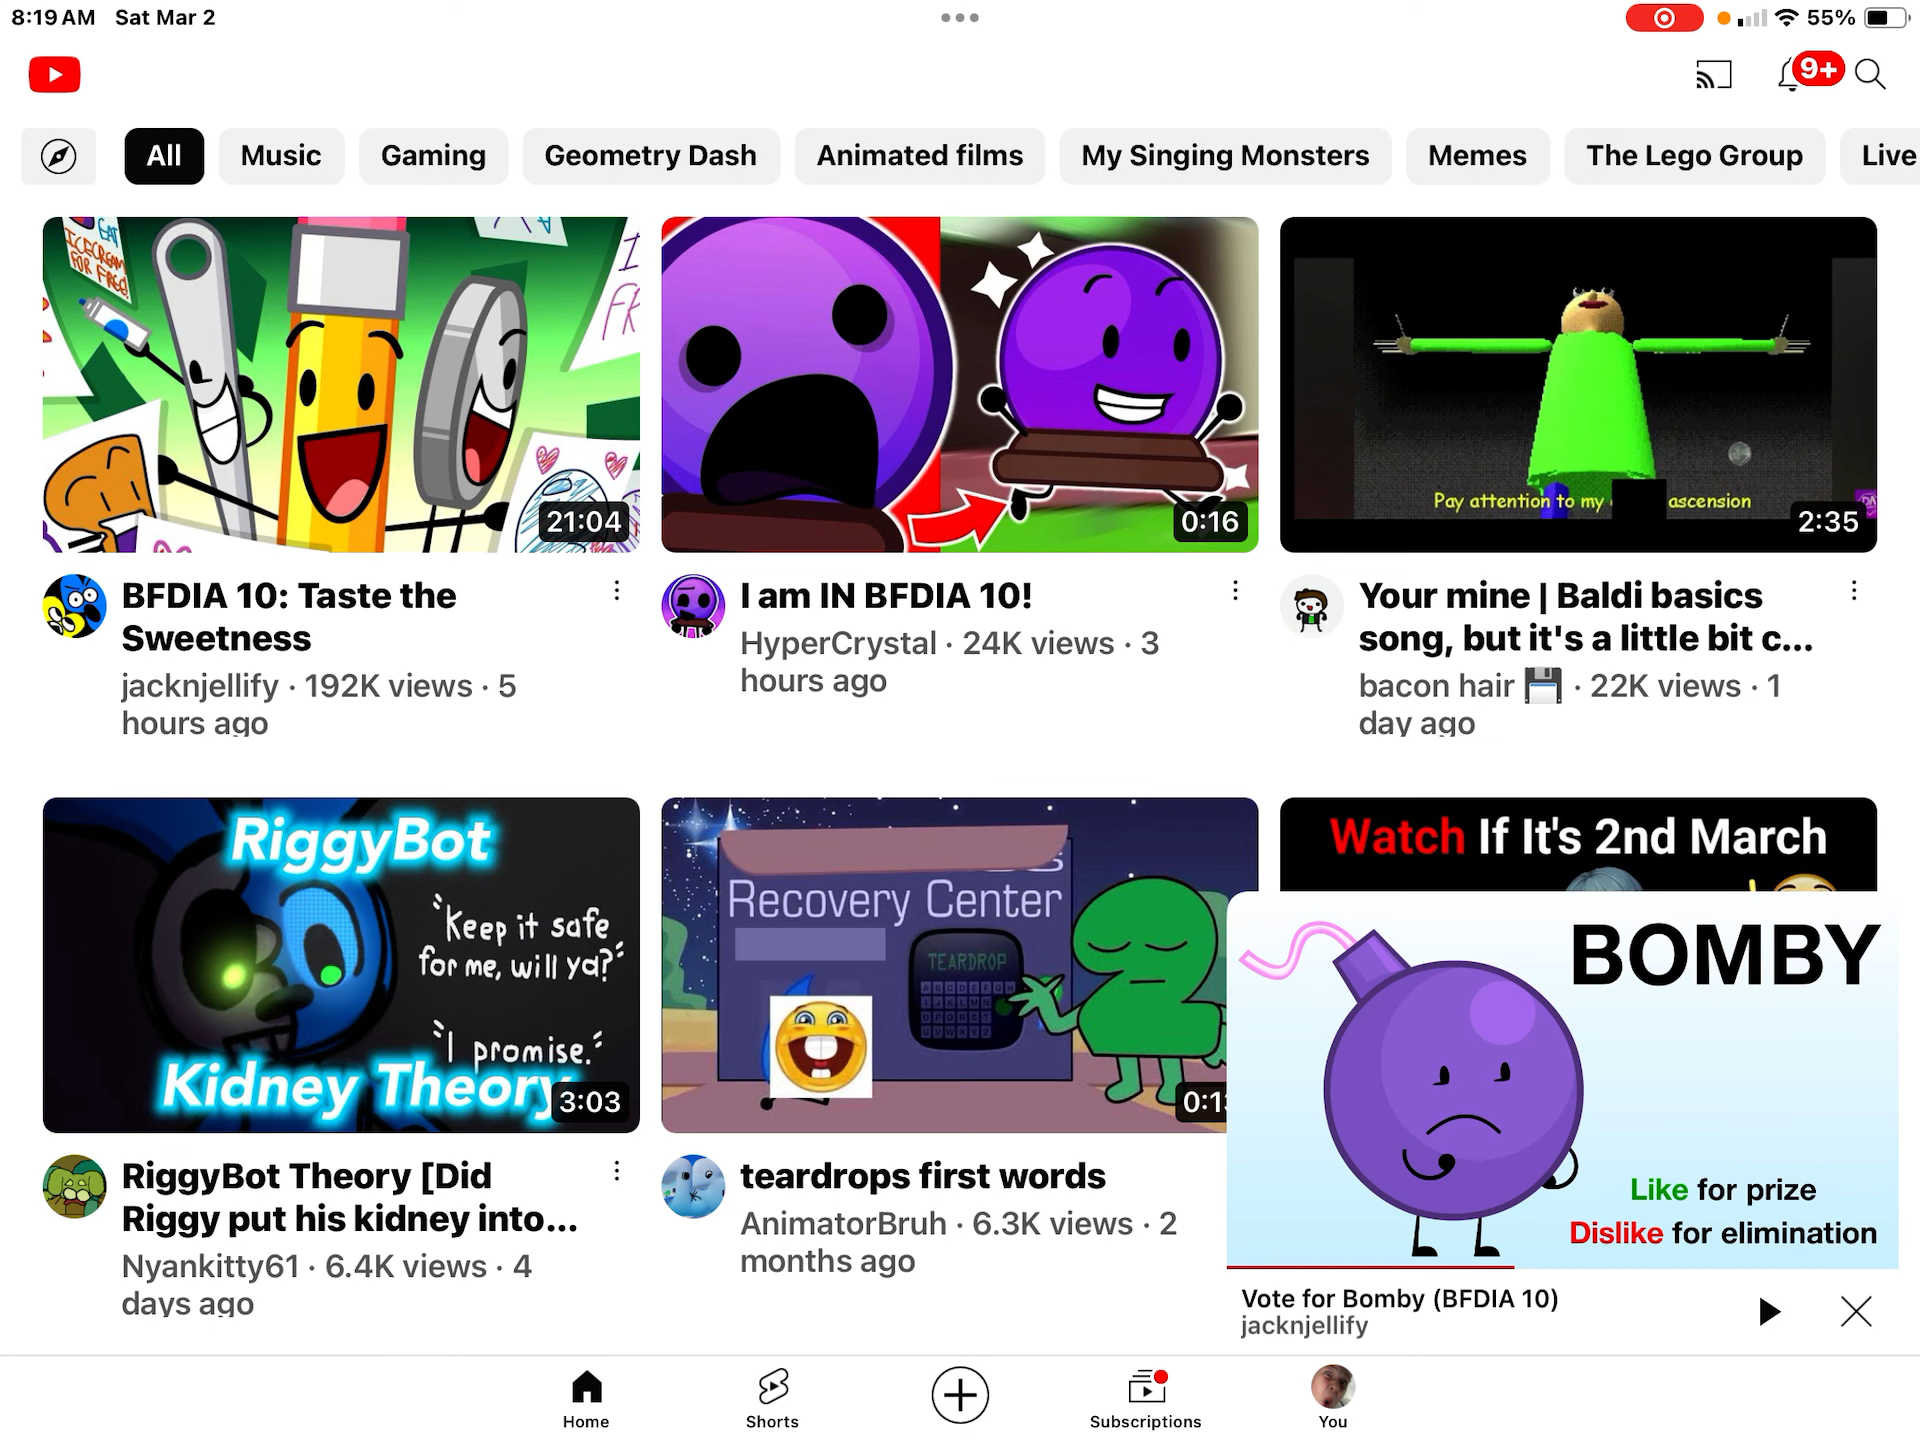 8:19 AM Sat Mar 2
55%
9+
All Music Gaming Geometry Dash Animated films My Singing Monsters Memes The Lego Group Live
EAT
ICECREAM
FOR FREE!
21:04
0:16
Pay attention to my
ascension
2:35
BFDIA 10: Taste the
Sweetness
jacknjellify · 192K views · 5
hours ago
I am IN BFDIA 10!
HyperCrystal · 24K views · 3
hours ago
Your mine | Baldi basics
song, but it's a little bit c...
bacon hair 💾 · 22K views · 1
day ago
RiggyBot
"Keep it safe
for me, will ya?"
"I promise."
Kidney Theory
3:03
Recovery Center
TEARDROP
0:1
Watch If It's 2nd March
BOMBY
Like for prize
Dislike for elimination
RiggyBot Theory [Did
Riggy put his kidney into...
Nyankitty61 · 6.4K views · 4
days ago
teardrops first words
AnimatorBruh · 6.3K views · 2
months ago
Vote for Bomby (BFDIA 10)
jacknjellify
Home Shorts Subscriptions You